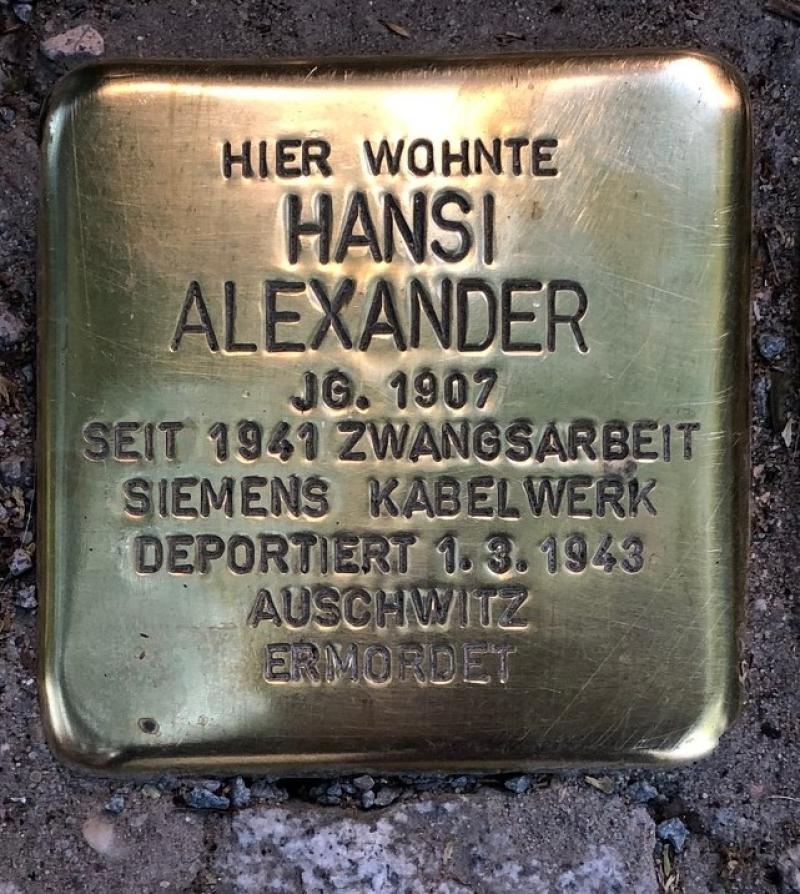 HIER WOHNTE
HANSI
ALEXANDER
JG. 1907
SEIT 1941 ZWANGSARBEIT
SIEMENS KABELWERK
DEPORTIERT 1.3.1943
AUSCHWITZ
ERMORDET